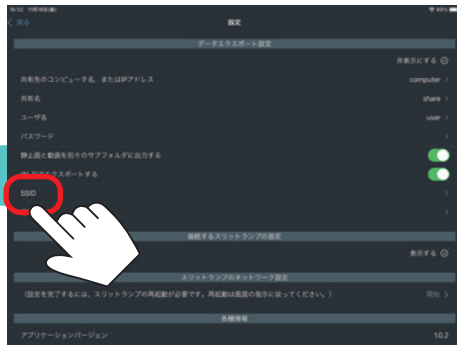 16:52 11月18日(金)
89%
戻る
設定
データエクスポート設定
非表示にする
共有先のコンピュータ名、またはIPアドレス
computer
共有名
share
ユーザ名
user
パスワード
静止画と動画を別々のサブフォルダに出力する
エクスポートする
SSID
接続するスリットランプの指定
表示する
スリットランプのネットワーク設定
(設定を完了するには、スリットランプの再起動が必要です。再起動は画面の指示に従ってください。)
開始
各種情報
アプリケーションバージョン
1.0.2